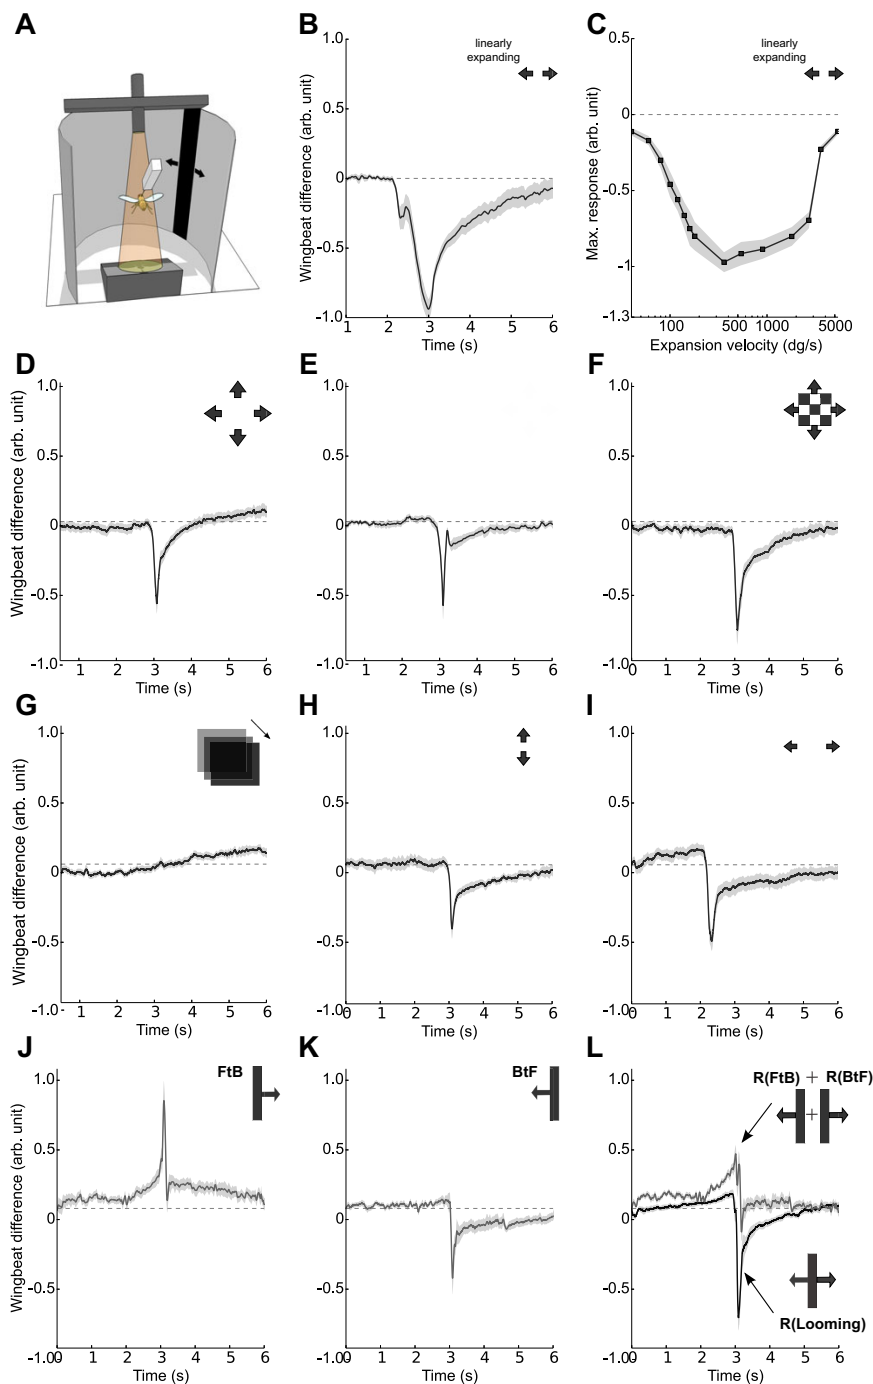 A
B
linearly
expanding
Wingbeat difference (arb. unit)
1.0
0.5
0
-0.5
-1.0
1 2 3 4 5 6
Time (s)
C
linearly
expanding
Max. response (arb. unit)
0.5
0
-0.5
-1
-1.3
100 500 1000 5000
Expansion velocity (dg/s)
D
Wingbeat difference (arb. unit)
1.0
0.5
0
-0.5
-1.0
1 2 3 4 5 6
Time (s)
E
1.0
0.5
0
-0.5
-1.0
1 2 3 4 5 6
Time (s)
F
1.0
0.5
0
-0.5
-1.0
0 1 2 3 4 5 6
Time (s)
G
Wingbeat difference (arb. unit)
1.0
0.5
0
-0.5
-1.0
1 2 3 4 5 6
Time (s)
H
1.0
0.5
0
-0.5
-1.0
0 1 2 3 4 5 6
Time (s)
I
1.0
0.5
0
-0.5
-1.0
0 1 2 3 4 5 6
Time (s)
J
FtB
Wingbeat difference (arb. unit)
1.0
0.5
0
-0.5
-1.0
0 1 2 3 4 5 6
Time (s)
K
BtF
1.0
0.5
0
-0.5
-1.0
0 1 2 3 4 5 6
Time (s)
L
R(FtB) + R(BtF)
+
R(Looming)
1.0
0.5
0
-0.5
-1.0
0 1 2 3 4 5 6
Time (s)